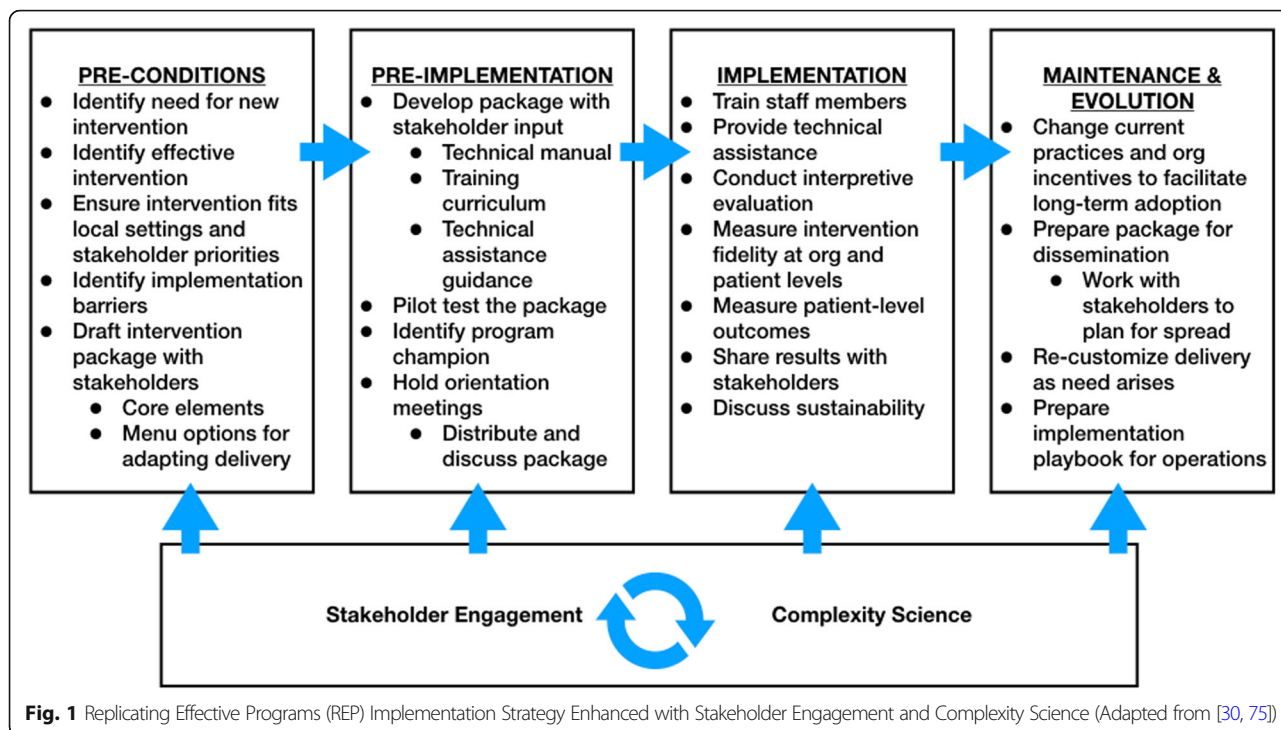 PRE-CONDITIONS
● Identify need for new
intervention
● Identify effective
intervention
● Ensure intervention fits
local settings and
stakeholder priorities
● Identify implementation
barriers
● Draft intervention
package with
stakeholders
● Core elements
● Menu options for
adapting delivery
PRE-IMPLEMENTATION
● Develop package with
stakeholder input
● Technical manual
● Training
curriculum
● Technical
assistance
guidance
● Pilot test the package
● Identify program
champion
● Hold orientation
meetings
● Distribute and
discuss package
IMPLEMENTATION
● Train staff members
● Provide technical
assistance
● Conduct interpretive
evaluation
● Measure intervention
fidelity at org and
patient levels
● Measure patient-level
outcomes
● Share results with
stakeholders
● Discuss sustainability
MAINTENANCE &
EVOLUTION
● Change current
practices and org
incentives to facilitate
long-term adoption
● Prepare package for
dissemination
● Work with
stakeholders to
plan for spread
● Re-customize delivery
as need arises
● Prepare
implementation
playbook for operations
Stakeholder Engagement
Complexity Science
Fig. 1 Replicating Effective Programs (REP) Implementation Strategy Enhanced with Stakeholder Engagement and Complexity Science (Adapted from [30, 75])